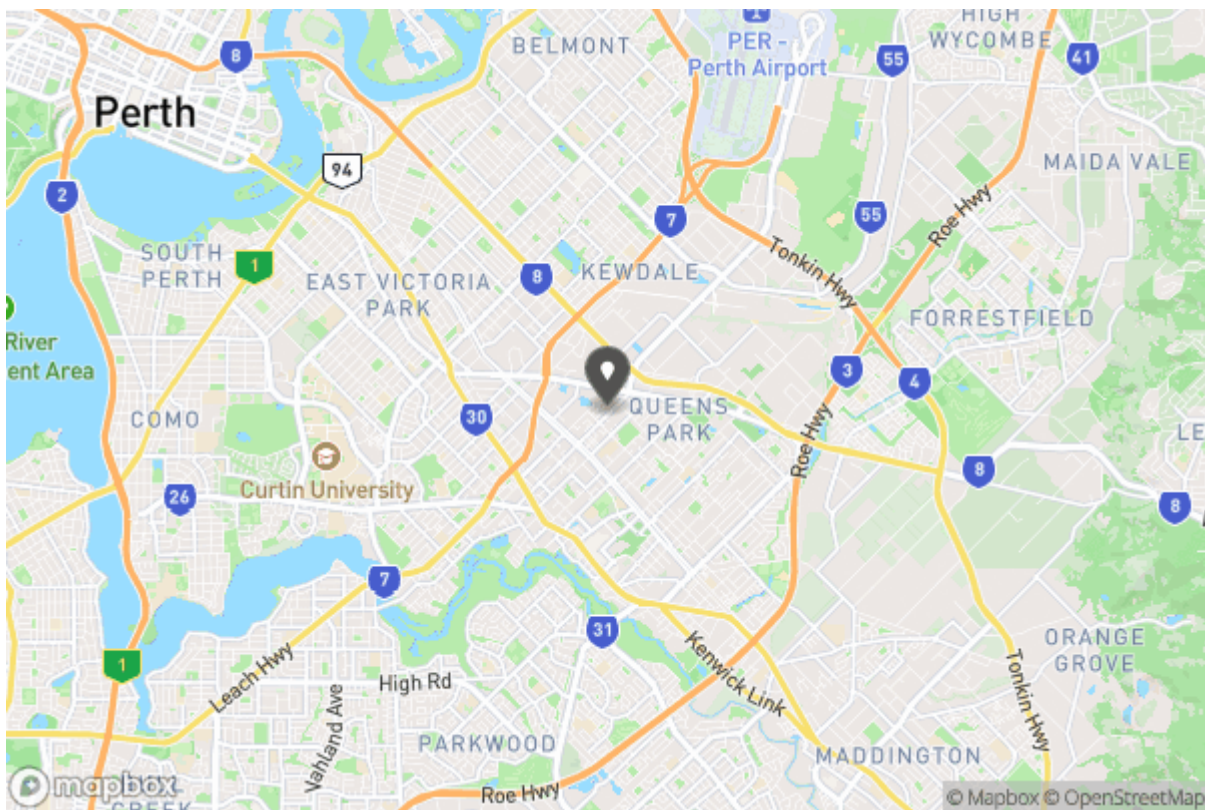 HIGH
WYCOMBE
BELMONT
PER -
Perth Airport
8
55
41
Perth
94
MAIDA VALE
2
7
55
Roe Hwy
SOUTH
PERTH
1
EAST VICTORIA
PARK
8
KEWDALE
Tonkin Hwy
FORRESTFIELD
River
ent Area
3
4
COMO
30
QUEENS
PARK
Roe Hwy
LE
Curtin University
26
8
8
7
31
ORANGE
GROVE
1
Leach Hwy
High Rd
Kenwick Link
Tonkin Hwy
Vahland Ave
PARKWOOD
MADDINGTON
mapbox
CREEK
Roe Hwy
© Mapbox © OpenStreetMap